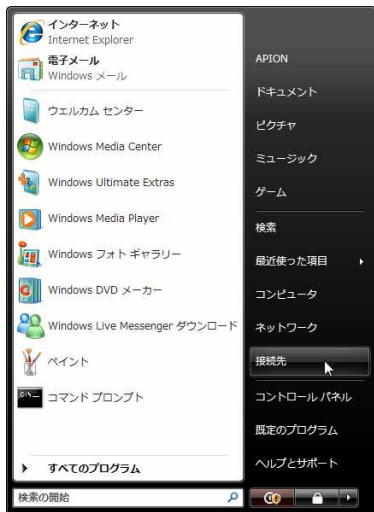 インターネット
Internet Explorer
電子メール
Windows メール
ウェルカム センター
Windows Media Center
Windows Ultimate Extras
Windows Media Player
Windows フォト ギャラリー
Windows DVD メーカー
Windows Live Messenger ダウンロード
ペイント
コマンド プロンプト
すべてのプログラム
検索の開始
APION
ドキュメント
ピクチャ
ミュージック
ゲーム
検索
最近使った項目
コンピュータ
ネットワーク
接続先
コントロール パネル
既定のプログラム
ヘルプとサポート